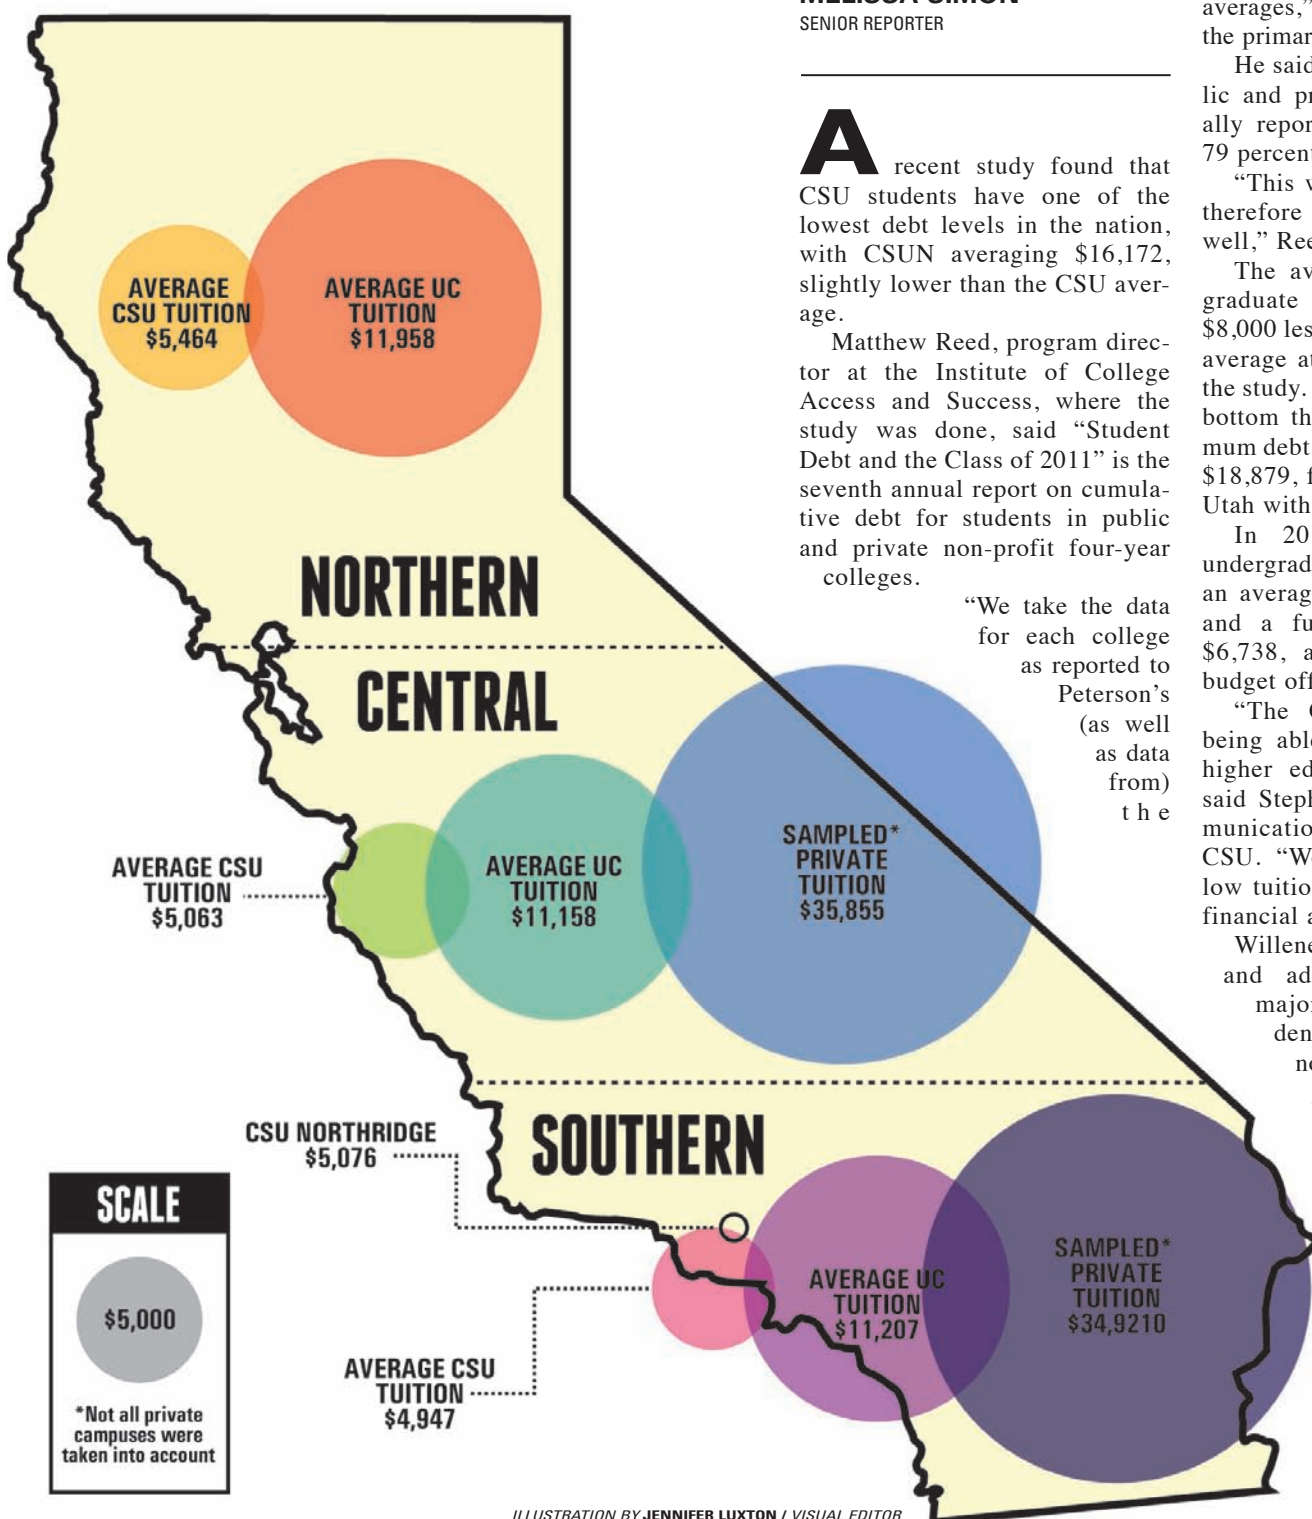 SENIOR REPORTER
A recent study found that
CSU students have one of the
lowest debt levels in the nation,
with CSUN averaging $16,172,
slightly lower than the CSU aver-
age.
Matthew Reed, program direc-
tor at the Institute of College
Access and Success, where the
study was done, said “Student
Debt and the Class of 2011” is the
seventh annual report on cumula-
tive debt for students in public
and private non-profit four-year
colleges.
“We take the data
for each college
as reported to
Peterson's
(as well
as data
from)
the
averages,”
the primar
He said
lic and pr
ally repor
79 percent
“This w
therefore
well,” Ree
The av
graduate
$8,000 les
average at
the study.
bottom th
mum debt
$18,879, f
Utah with
In 20
undergrad
an averag
and a fu
$6,738, a
budget off
“The C
being able
higher ed
said Steph
municatio
CSU. “We
low tuition
financial a
Willene
and ad
major
den
no
AVERAGE
CSU TUITION
$5,464
AVERAGE UC
TUITION
$11,958
NORTHERN
CENTRAL
AVERAGE CSU
TUITION
$5,063
AVERAGE UC
TUITION
$11,158
SAMPLED*
PRIVATE
TUITION
$35,855
SOUTHERN
CSU NORTHRIDGE
$5,076
AVERAGE CSU
TUITION
$4,947
AVERAGE UC
TUITION
$11,207
SAMPLED*
PRIVATE
TUITION
$34,9210
SCALE
$5,000
*Not all private
campuses were
taken into account
ILLUSTRATION BY JENNIFER LUXTON / VISUAL EDITOR